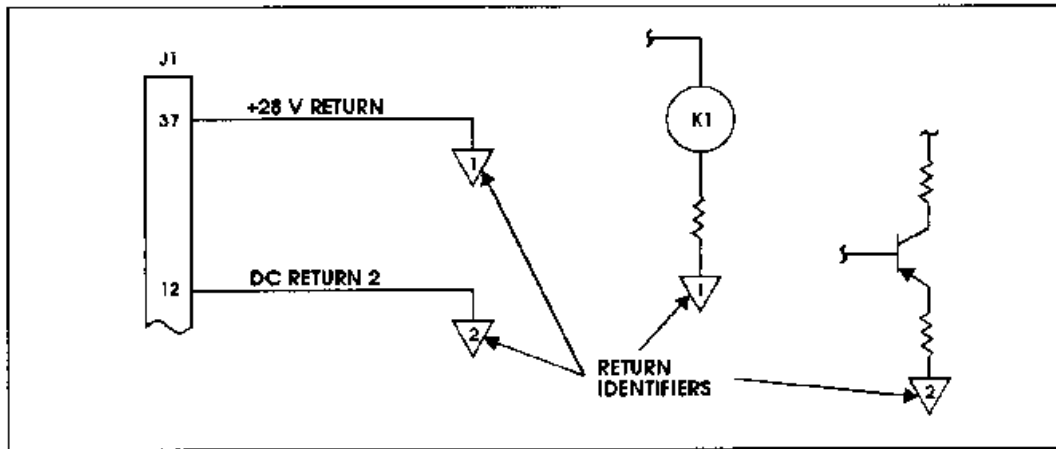 J1
37
+28 V RETURN
1
12
DC RETURN 2
2
K1
1
2
RETURN
IDENTIFIERS